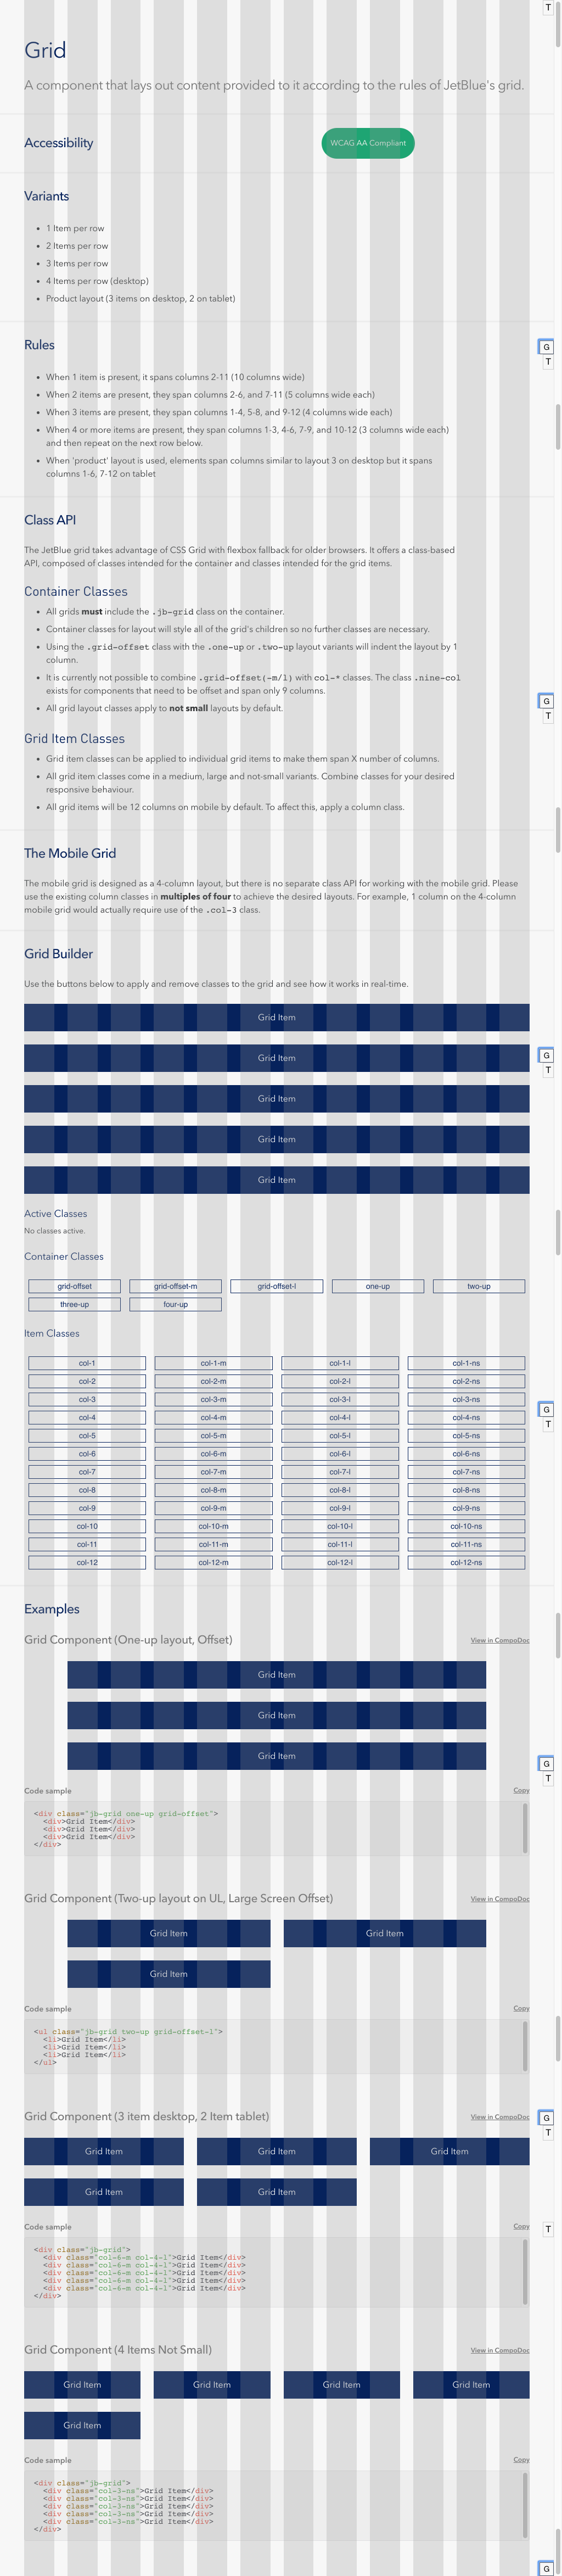 T
Grid
A component that lays out content provided to it according to the rules of JetBlue's grid.
Accessibility
WCAG AA Compliant
Variants
• 1 Item per row
• 2 Items per row
• 3 Items per row
• 4 Items per row (desktop)
• Product layout (3 items on desktop, 2 on tablet)
Rules
G
T
• When 1 item is present, it spans columns 2-11 (10 columns wide)
• When 2 items are present, they span columns 2-6, and 7-11 (5 columns wide each)
• When 3 items are present, they span columns 1-4, 5-8, and 9-12 (4 columns wide each)
• When 4 or more items are present, they span columns 1-3, 4-6, 7-9, and 10-12 (3 columns wide each)
and then repeat on the next row below.
• When 'product' layout is used, elements span columns similar to layout 3 on desktop but it spans
columns 1-6, 7-12 on tablet
Class API
The JetBlue grid takes advantage of CSS Grid with flexbox fallback for older browsers. It offers a class-based
API, composed of classes intended for the container and classes intended for the grid items.
Container Classes
• All grids must include the .jb-grid class on the container.
• Container classes for layout will style all of the grid's children so no further classes are necessary.
• Using the .grid-offset class with the .one-up or .two-up layout variants will indent the layout by 1
column.
• It is currently not possible to combine .grid-offset(-m/l) with col-* classes. The class .nine-col
exists for components that need to be offset and span only 9 columns.
G
• All grid layout classes apply to not small layouts by default.
T
Grid Item Classes
• Grid item classes can be applied to individual grid items to make them span X number of columns.
• All grid item classes come in a medium, large and not-small variants. Combine classes for your desired
responsive behaviour.
• All grid items will be 12 columns on mobile by default. To affect this, apply a column class.
The Mobile Grid
The mobile grid is designed as a 4-column layout, but there is no separate class API for working with the mobile grid. Please
use the existing column classes in multiples of four to achieve the desired layouts. For example, 1 column on the 4-column
mobile grid would actually require use of the .col-3 class.
Grid Builder
Use the buttons below to apply and remove classes to the grid and see how it works in real-time.
Grid Item
Grid Item
G
T
Grid Item
Grid Item
Grid Item
Active Classes
No classes active.
Container Classes
grid-offset grid-offset-m grid-offset-l one-up two-up
three-up four-up
Item Classes
col-1 col-1-m col-1-l col-1-ns
col-2 col-2-m col-2-l col-2-ns
col-3 col-3-m col-3-l col-3-ns
G
col-4 col-4-m col-4-l col-4-ns
T
col-5 col-5-m col-5-l col-5-ns
col-6 col-6-m col-6-l col-6-ns
col-7 col-7-m col-7-l col-7-ns
col-8 col-8-m col-8-l col-8-ns
col-9 col-9-m col-9-l col-9-ns
col-10 col-10-m col-10-l col-10-ns
col-11 col-11-m col-11-l col-11-ns
col-12 col-12-m col-12-l col-12-ns
Examples
Grid Component (One-up layout, Offset) View in CompoDoc
Grid Item
Grid Item
Grid Item
G
T
Code sample Copy
<div class="jb-grid one-up grid-offset">
<div>Grid Item</div>
<div>Grid Item</div>
<div>Grid Item</div>
</div>
Grid Component (Two-up layout on UL, Large Screen Offset) View in CompoDoc
Grid Item Grid Item
Grid Item
Code sample Copy
<ul class="jb-grid two-up grid-offset-l">
<li>Grid Item</li>
<li>Grid Item</li>
<li>Grid Item</li>
</ul>
Grid Component (3 item desktop, 2 Item tablet) View in CompoDoc
G
T
Grid Item Grid Item Grid Item
Grid Item Grid Item
Code sample Copy
T
<div class="jb-grid">
<div class="col-6-m col-4-l">Grid Item</div>
<div class="col-6-m col-4-l">Grid Item</div>
<div class="col-6-m col-4-l">Grid Item</div>
<div class="col-6-m col-4-l">Grid Item</div>
<div class="col-6-m col-4-l">Grid Item</div>
</div>
Grid Component (4 Items Not Small) View in CompoDoc
Grid Item Grid Item Grid Item Grid Item
Grid Item
Code sample Copy
<div class="jb-grid">
<div class="col-3-ns">Grid Item</div>
<div class="col-3-ns">Grid Item</div>
<div class="col-3-ns">Grid Item</div>
<div class="col-3-ns">Grid Item</div>
<div class="col-3-ns">Grid Item</div>
</div>
G